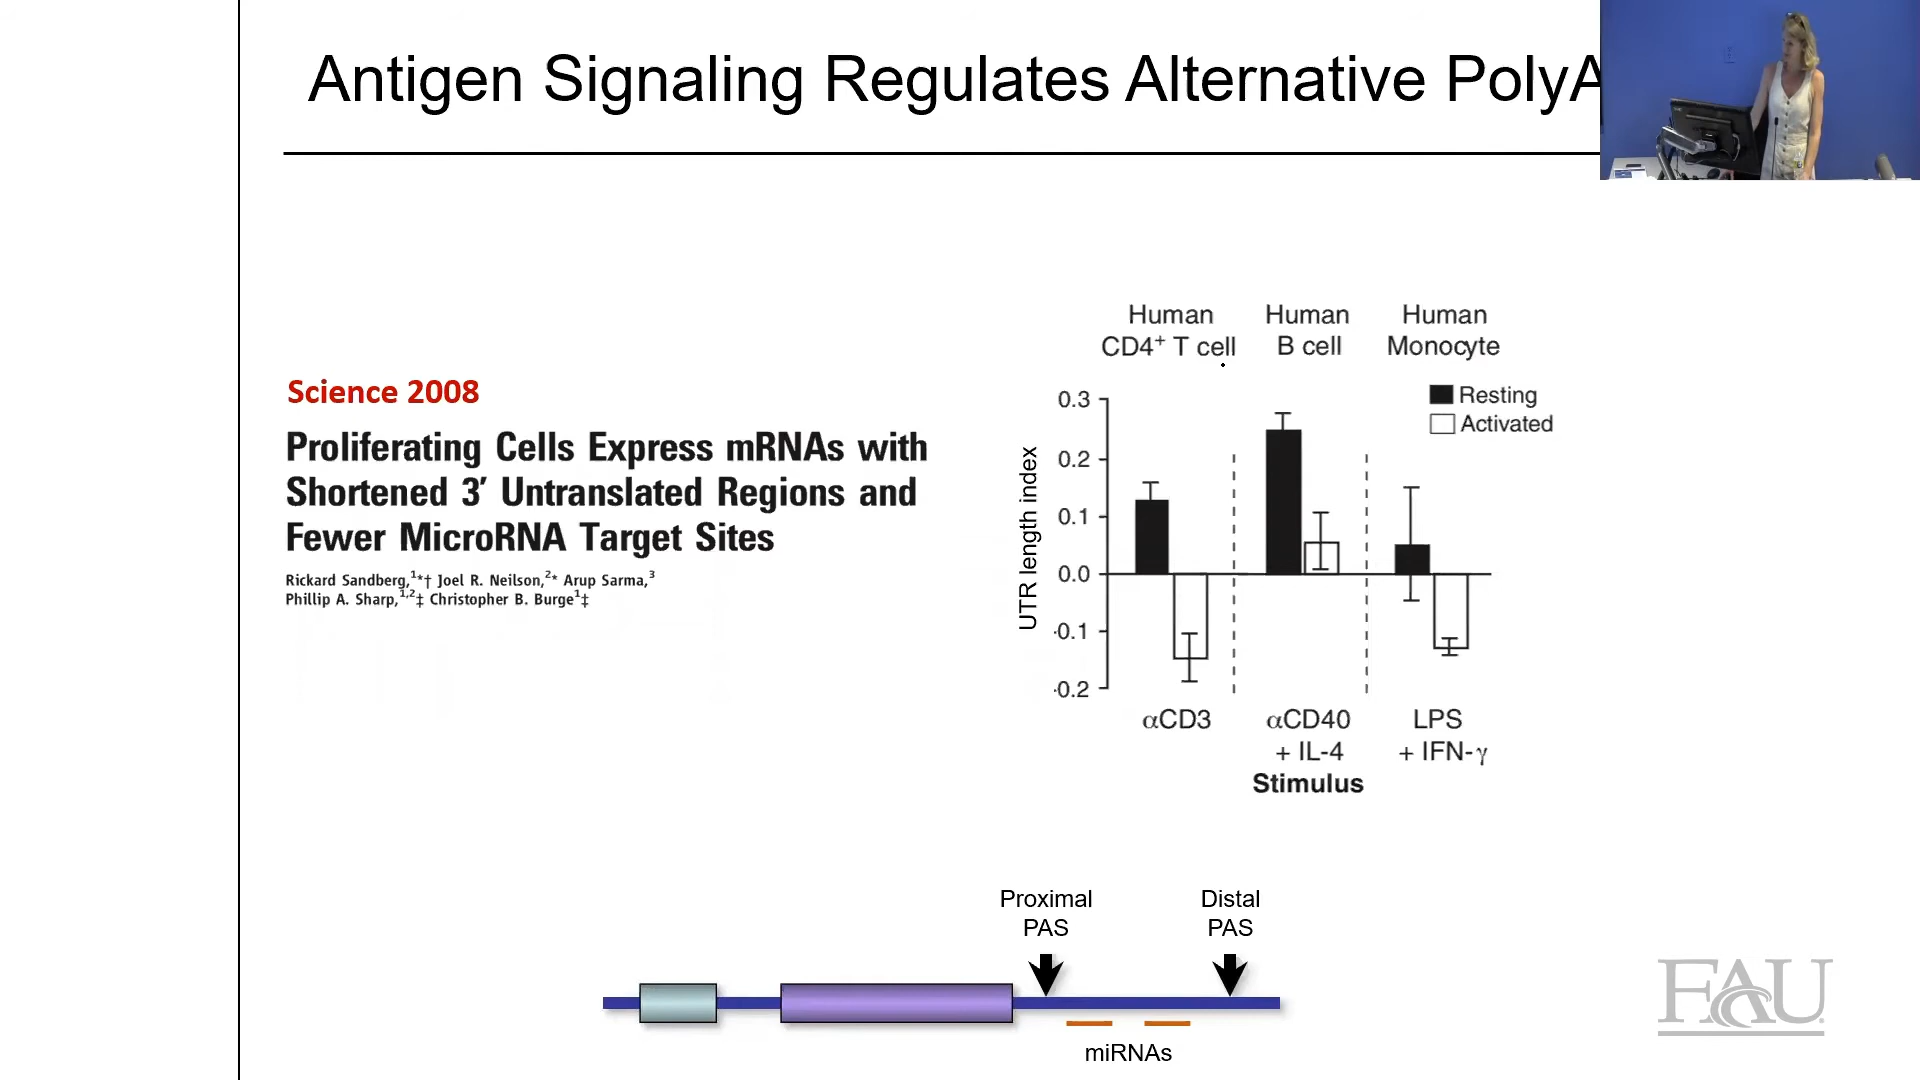 Antigen Signaling Regulates Alternative PolyA
Science 2008
Proliferating Cells Express mRNAs with
Shortened 3′ Untranslated Regions and
Fewer MicroRNA Target Sites
Rickard Sandberg,¹*† Joel R. Neilson,²* Arup Sarma,³
Phillip A. Sharp,¹,²‡ Christopher B. Burge¹‡
Human CD4⁺ T cell
Human B cell
Human Monocyte
Resting
Activated
UTR length index
0.3
0.2
0.1
0.0
-0.1
-0.2
αCD3
αCD40 + IL-4
LPS + IFN-γ
Stimulus
Proximal PAS
Distal PAS
miRNAs
FAU